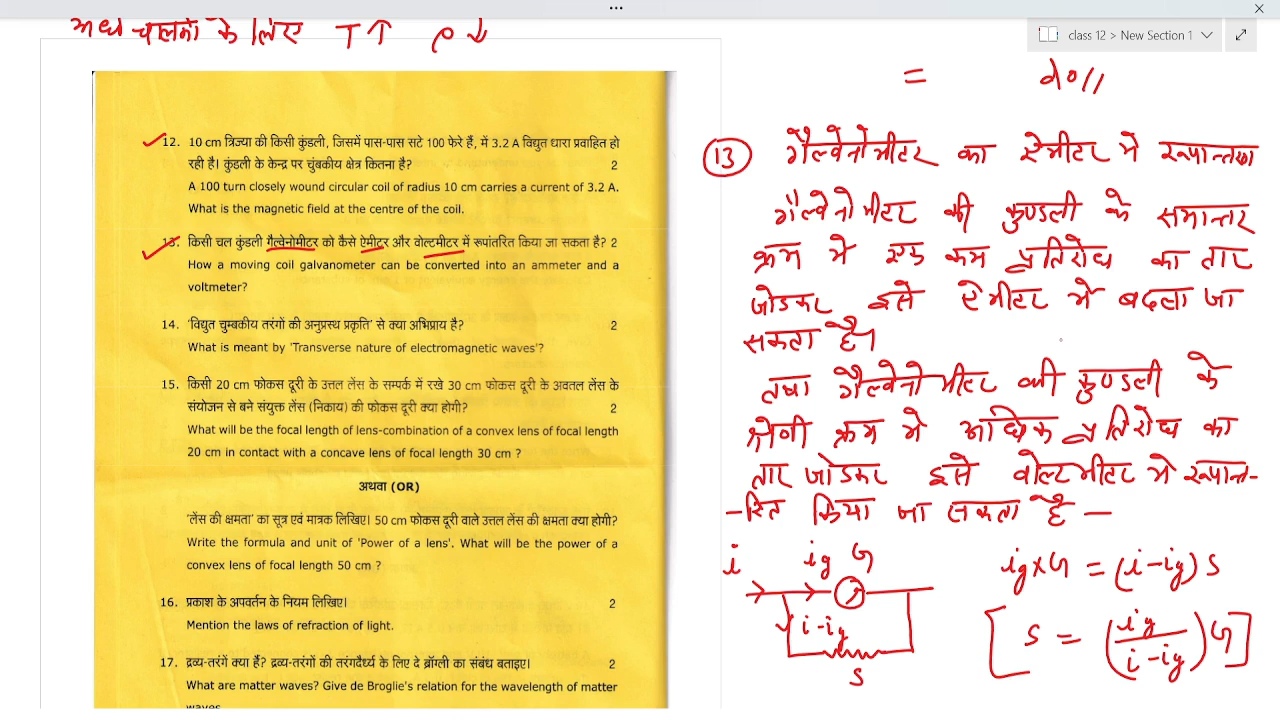 अर्धचालकों के लिए T↑ ρ↓
class 12 > New Section 1
12. 10 cm त्रिज्या की किसी कुंडली, जिसमें पास-पास सटे 100 फेरे हैं, में 3.2 A विद्युत धारा प्रवाहित हो
रही है। कुंडली के केन्द्र पर चुंबकीय क्षेत्र कितना है? 2
A 100 turn closely wound circular coil of radius 10 cm carries a current of 3.2 A.
What is the magnetic field at the centre of the coil.
13. किसी चल कुंडली गैल्वेनोमीटर को कैसे ऐमीटर और वोल्टमीटर में रूपांतरित किया जा सकता है? 2
How a moving coil galvanometer can be converted into an ammeter and a
voltmeter?
14. 'विद्युत चुम्बकीय तरंगों की अनुप्रस्थ प्रकृति' से क्या अभिप्राय है? 2
What is meant by 'Transverse nature of electromagnetic waves'?
15. किसी 20 cm फोकस दूरी के उत्तल लेंस के सम्पर्क में रखे 30 cm फोकस दूरी के अवतल लेंस के
संयोजन से बने संयुक्त लेंस (निकाय) की फोकस दूरी क्या होगी? 2
What will be the focal length of lens-combination of a convex lens of focal length
20 cm in contact with a concave lens of focal length 30 cm ?
अथवा (OR)
'लेंस की क्षमता' का सूत्र एवं मात्रक लिखिए। 50 cm फोकस दूरी वाले उत्तल लेंस की क्षमता क्या होगी?
Write the formula and unit of 'Power of a lens'. What will be the power of a
convex lens of focal length 50 cm ?
16. प्रकाश के अपवर्तन के नियम लिखिए। 2
Mention the laws of refraction of light.
17. द्रव्य-तरंगें क्या हैं? द्रव्य-तरंगों की तरंगदैर्ध्य के लिए दे ब्रॉग्ली का संबंध बताइए। 2
What are matter waves? Give de Broglie's relation for the wavelength of matter
waves.
=
13 गैल्वेनोमीटर का ऐमीटर में रूपान्तरण
गैल्वेनोमीटर की कुण्डली के समान्तर
क्रम में एक कम प्रतिरोध का तार
जोडकर इसे ऐमीटर में बदला जा
सकता है।
तथा गैल्वेनोमीटर की कुण्डली के
श्रेणी क्रम में अधिक प्रतिरोध का
तार जोडकर इसे वोल्टमीटर में रूपान्त-
-रित किया जा सकता है —
i ig G
i-ig
S
ig×G = (i-ig) S
[S = (ig/i-ig) G]